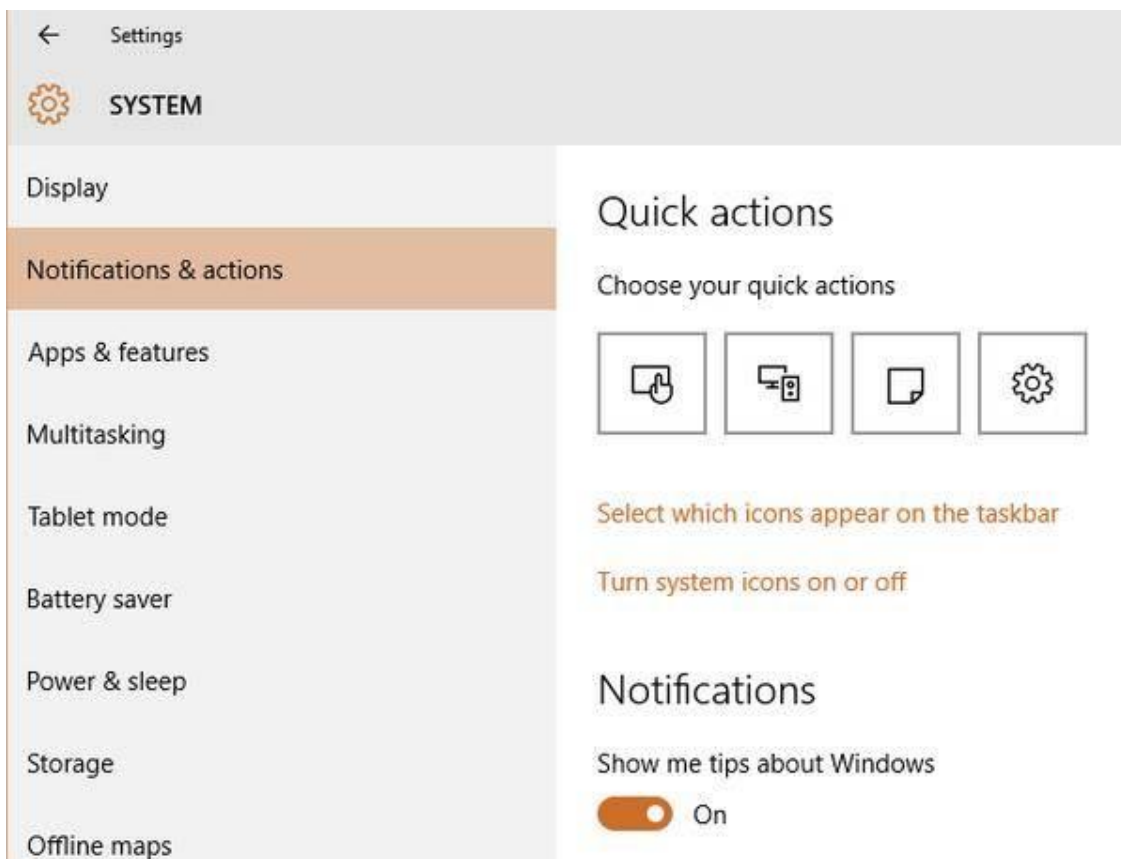 Settings
SYSTEM
Display
Notifications & actions
Apps & features
Multitasking
Tablet mode
Battery saver
Power & sleep
Storage
Offline maps
Quick actions
Choose your quick actions
Select which icons appear on the taskbar
Turn system icons on or off
Notifications
Show me tips about Windows
On